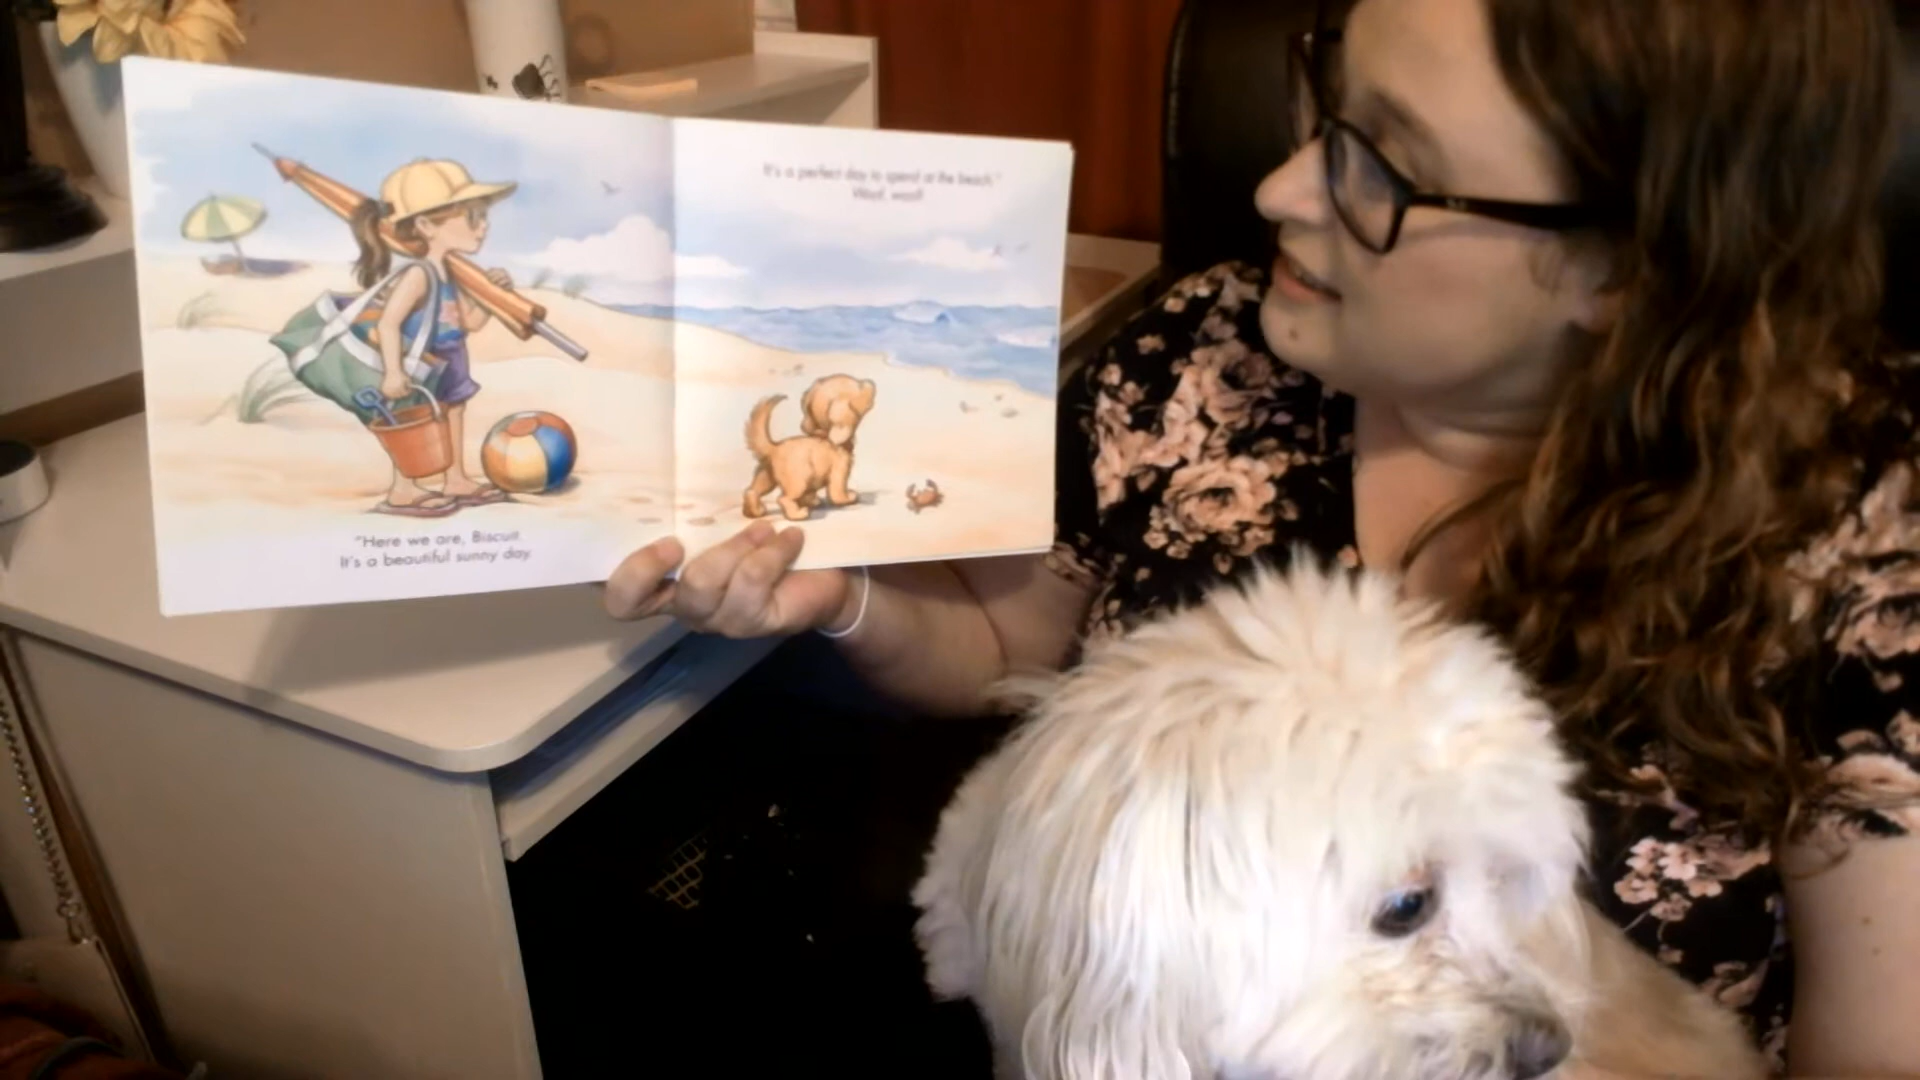 "Here we are, Biscuit.
It's a beautiful sunny day.
It's a perfect day to spend at the beach."
Woof, woof!